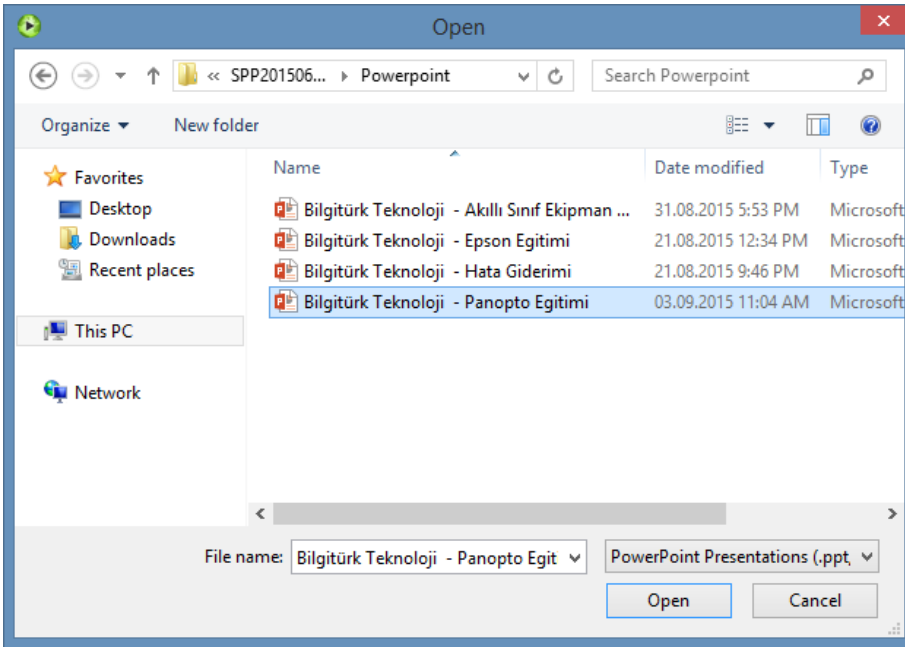 Open
« SPP201506... Powerpoint Search Powerpoint
Organize New folder
Name Date modified Type
Favorites
Desktop
Downloads
Recent places
This PC
Network
Bilgitürk Teknoloji - Akıllı Sınıf Ekipman ... 31.08.2015 5:53 PM Microsoft
Bilgitürk Teknoloji - Epson Egitimi 21.08.2015 12:34 PM Microsoft
Bilgitürk Teknoloji - Hata Giderimi 21.08.2015 9:46 PM Microsoft
Bilgitürk Teknoloji - Panopto Egitimi 03.09.2015 11:04 AM Microsoft
File name: Bilgitürk Teknoloji - Panopto Egit PowerPoint Presentations (.ppt,
Open Cancel